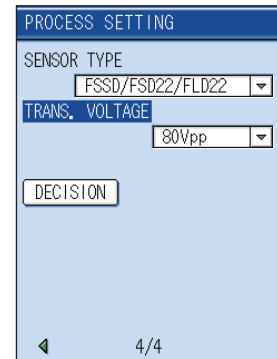 PROCESS SETTING
SENSOR TYPE
FSSD/FSD22/FLD22
TRANS. VOLTAGE
80Vpp
DECISION
4/4